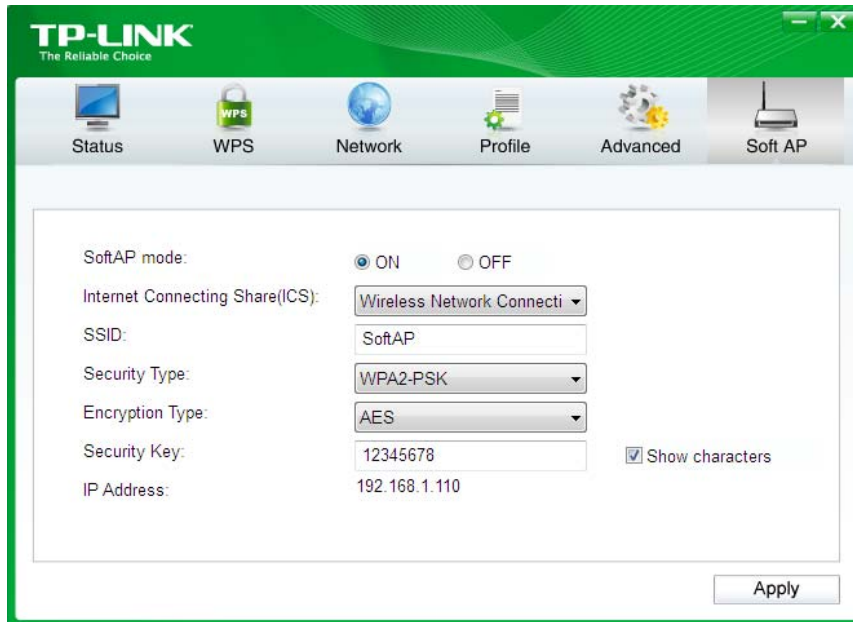 TP-LINK
The Reliable Choice
WPS
Status WPS Network Profile Advanced Soft AP
SoftAP mode: ON OFF
Internet Connecting Share(ICS): Wireless Network Connecti
SSID: SoftAP
Security Type: WPA2-PSK
Encryption Type: AES
Security Key: 12345678 Show characters
IP Address: 192.168.1.110
Apply